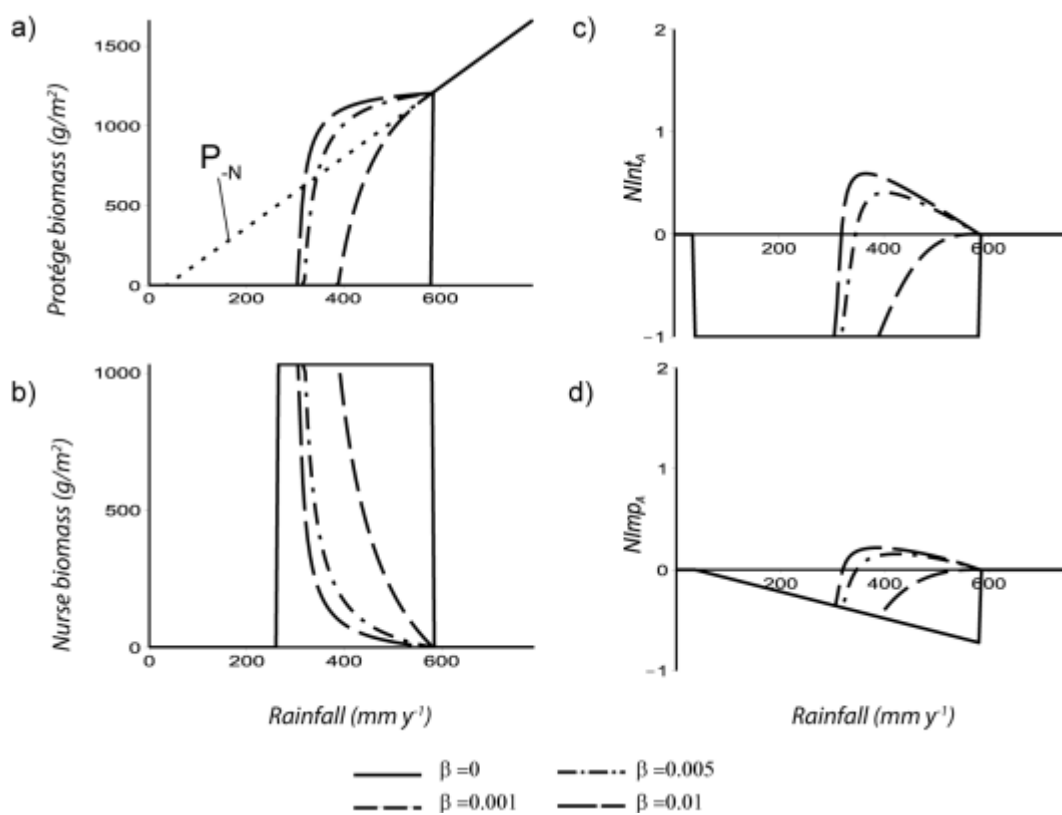 a)
Protége biomass (g/m²)
1500
1000
500
0
P-N
0
200
400
600
b)
Nurse biomass (g/m²)
1000
500
0
0
200
400
600
Rainfall (mm y⁻¹)
c)
NInt_A
2
1
0
-1
200
400
600
d)
NImp_A
2
1
0
-1
200
400
600
Rainfall (mm y⁻¹)
β =0
β =0.005
β =0.001
β =0.01